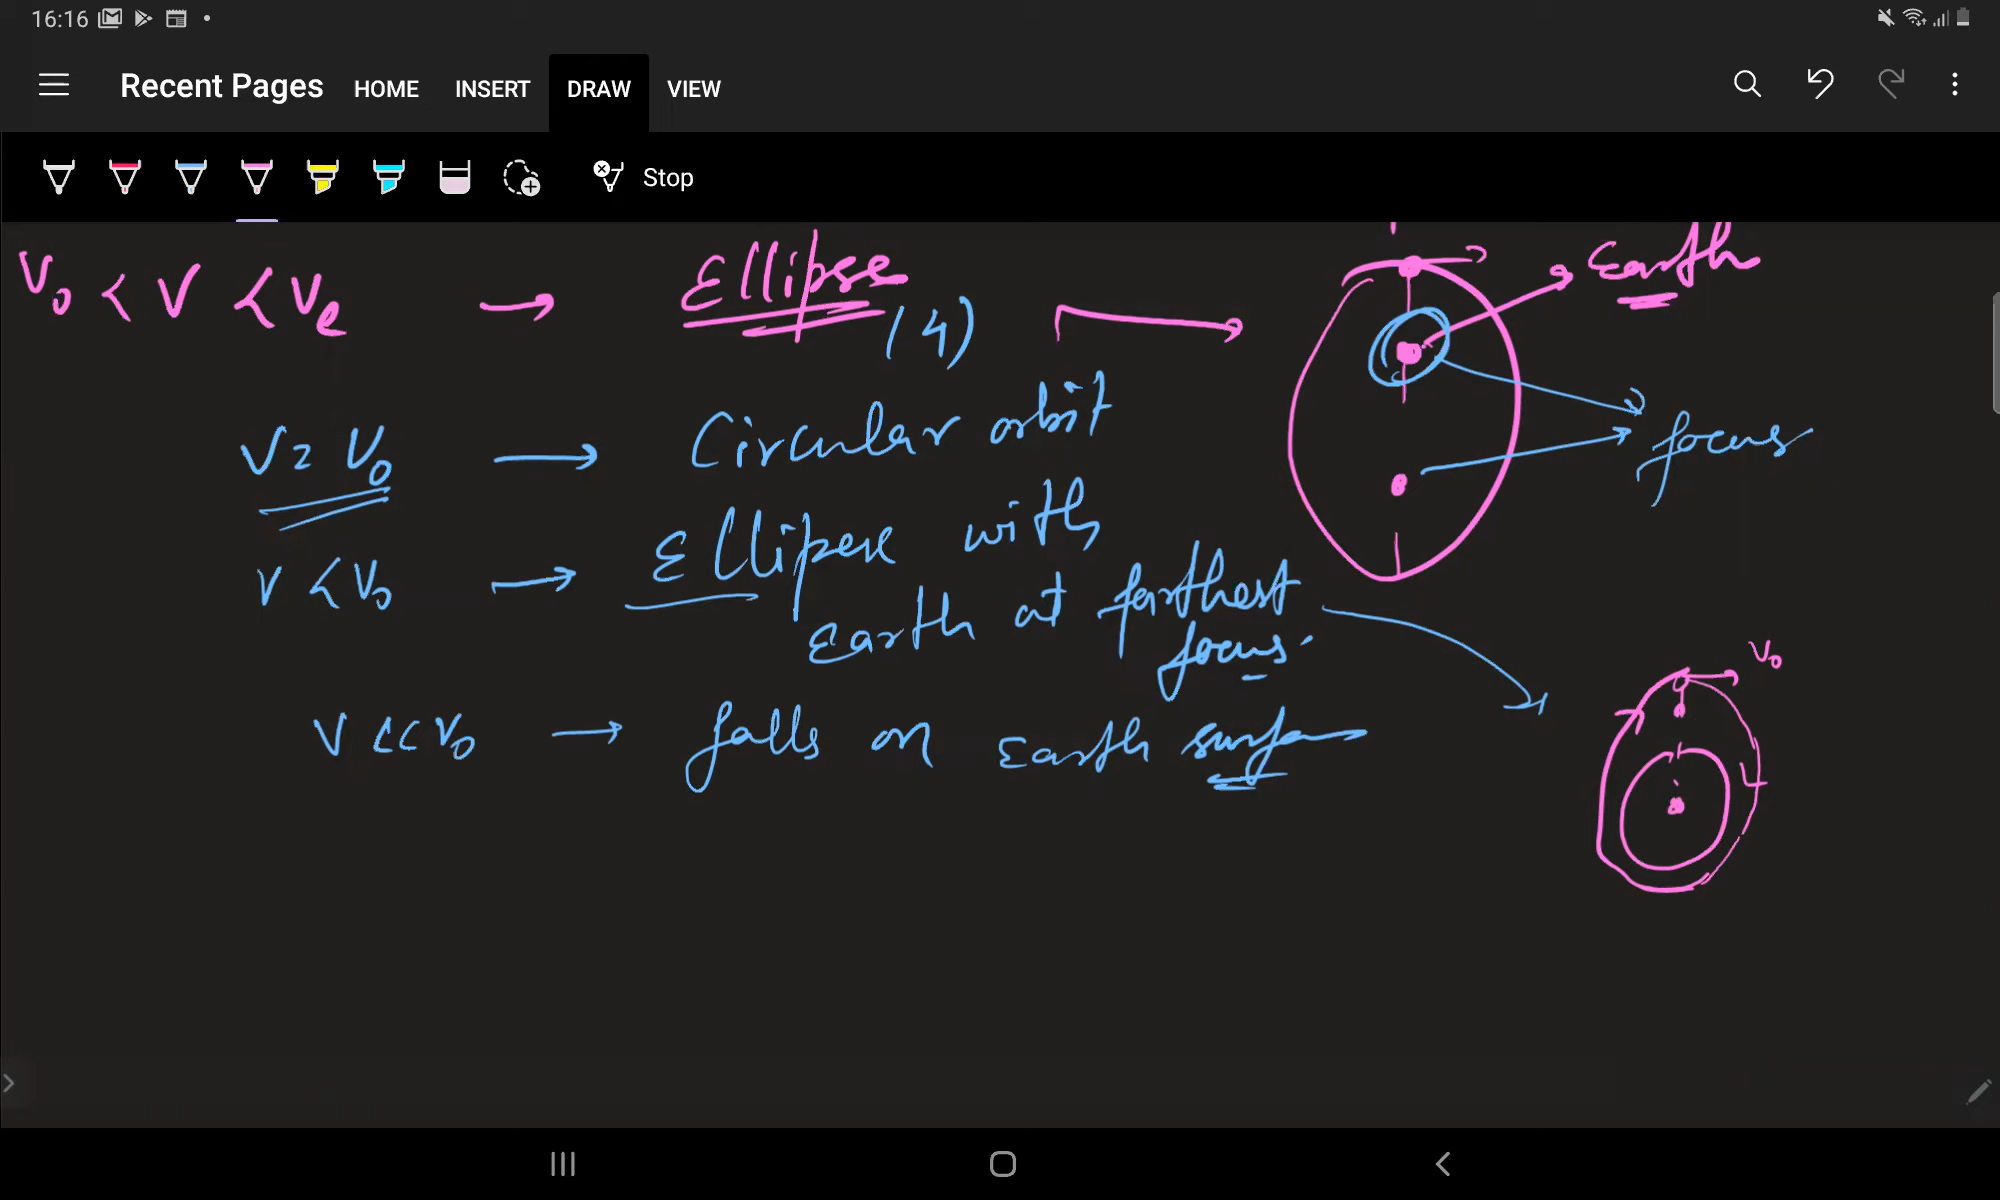 16:16
Recent Pages HOME INSERT DRAW VIEW
Stop
V₀ < V < Vₑ → Ellipse → Earth
(4)
V = V₀ → Circular orbit
focus
V < V₀ → Ellipse with
Earth at farthest
focus.
V₀
V << V₀ → falls on Earth surface